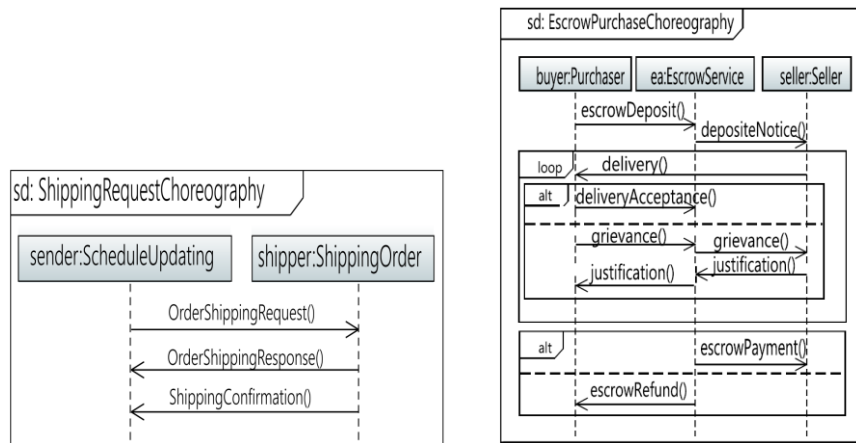 sd: ShippingRequestChoreography
sender:ScheduleUpdating
shipper:ShippingOrder
OrderShippingRequest()
OrderShippingResponse()
ShippingConfirmation()
sd: EscrowPurchaseChoreography
buyer:Purchaser
ea:EscrowService
seller:Seller
escrowDeposit()
depositeNotice()
loop
delivery()
alt
deliveryAcceptance()
grievance()
grievance()
justification()
justification()
alt
escrowPayment()
escrowRefund()